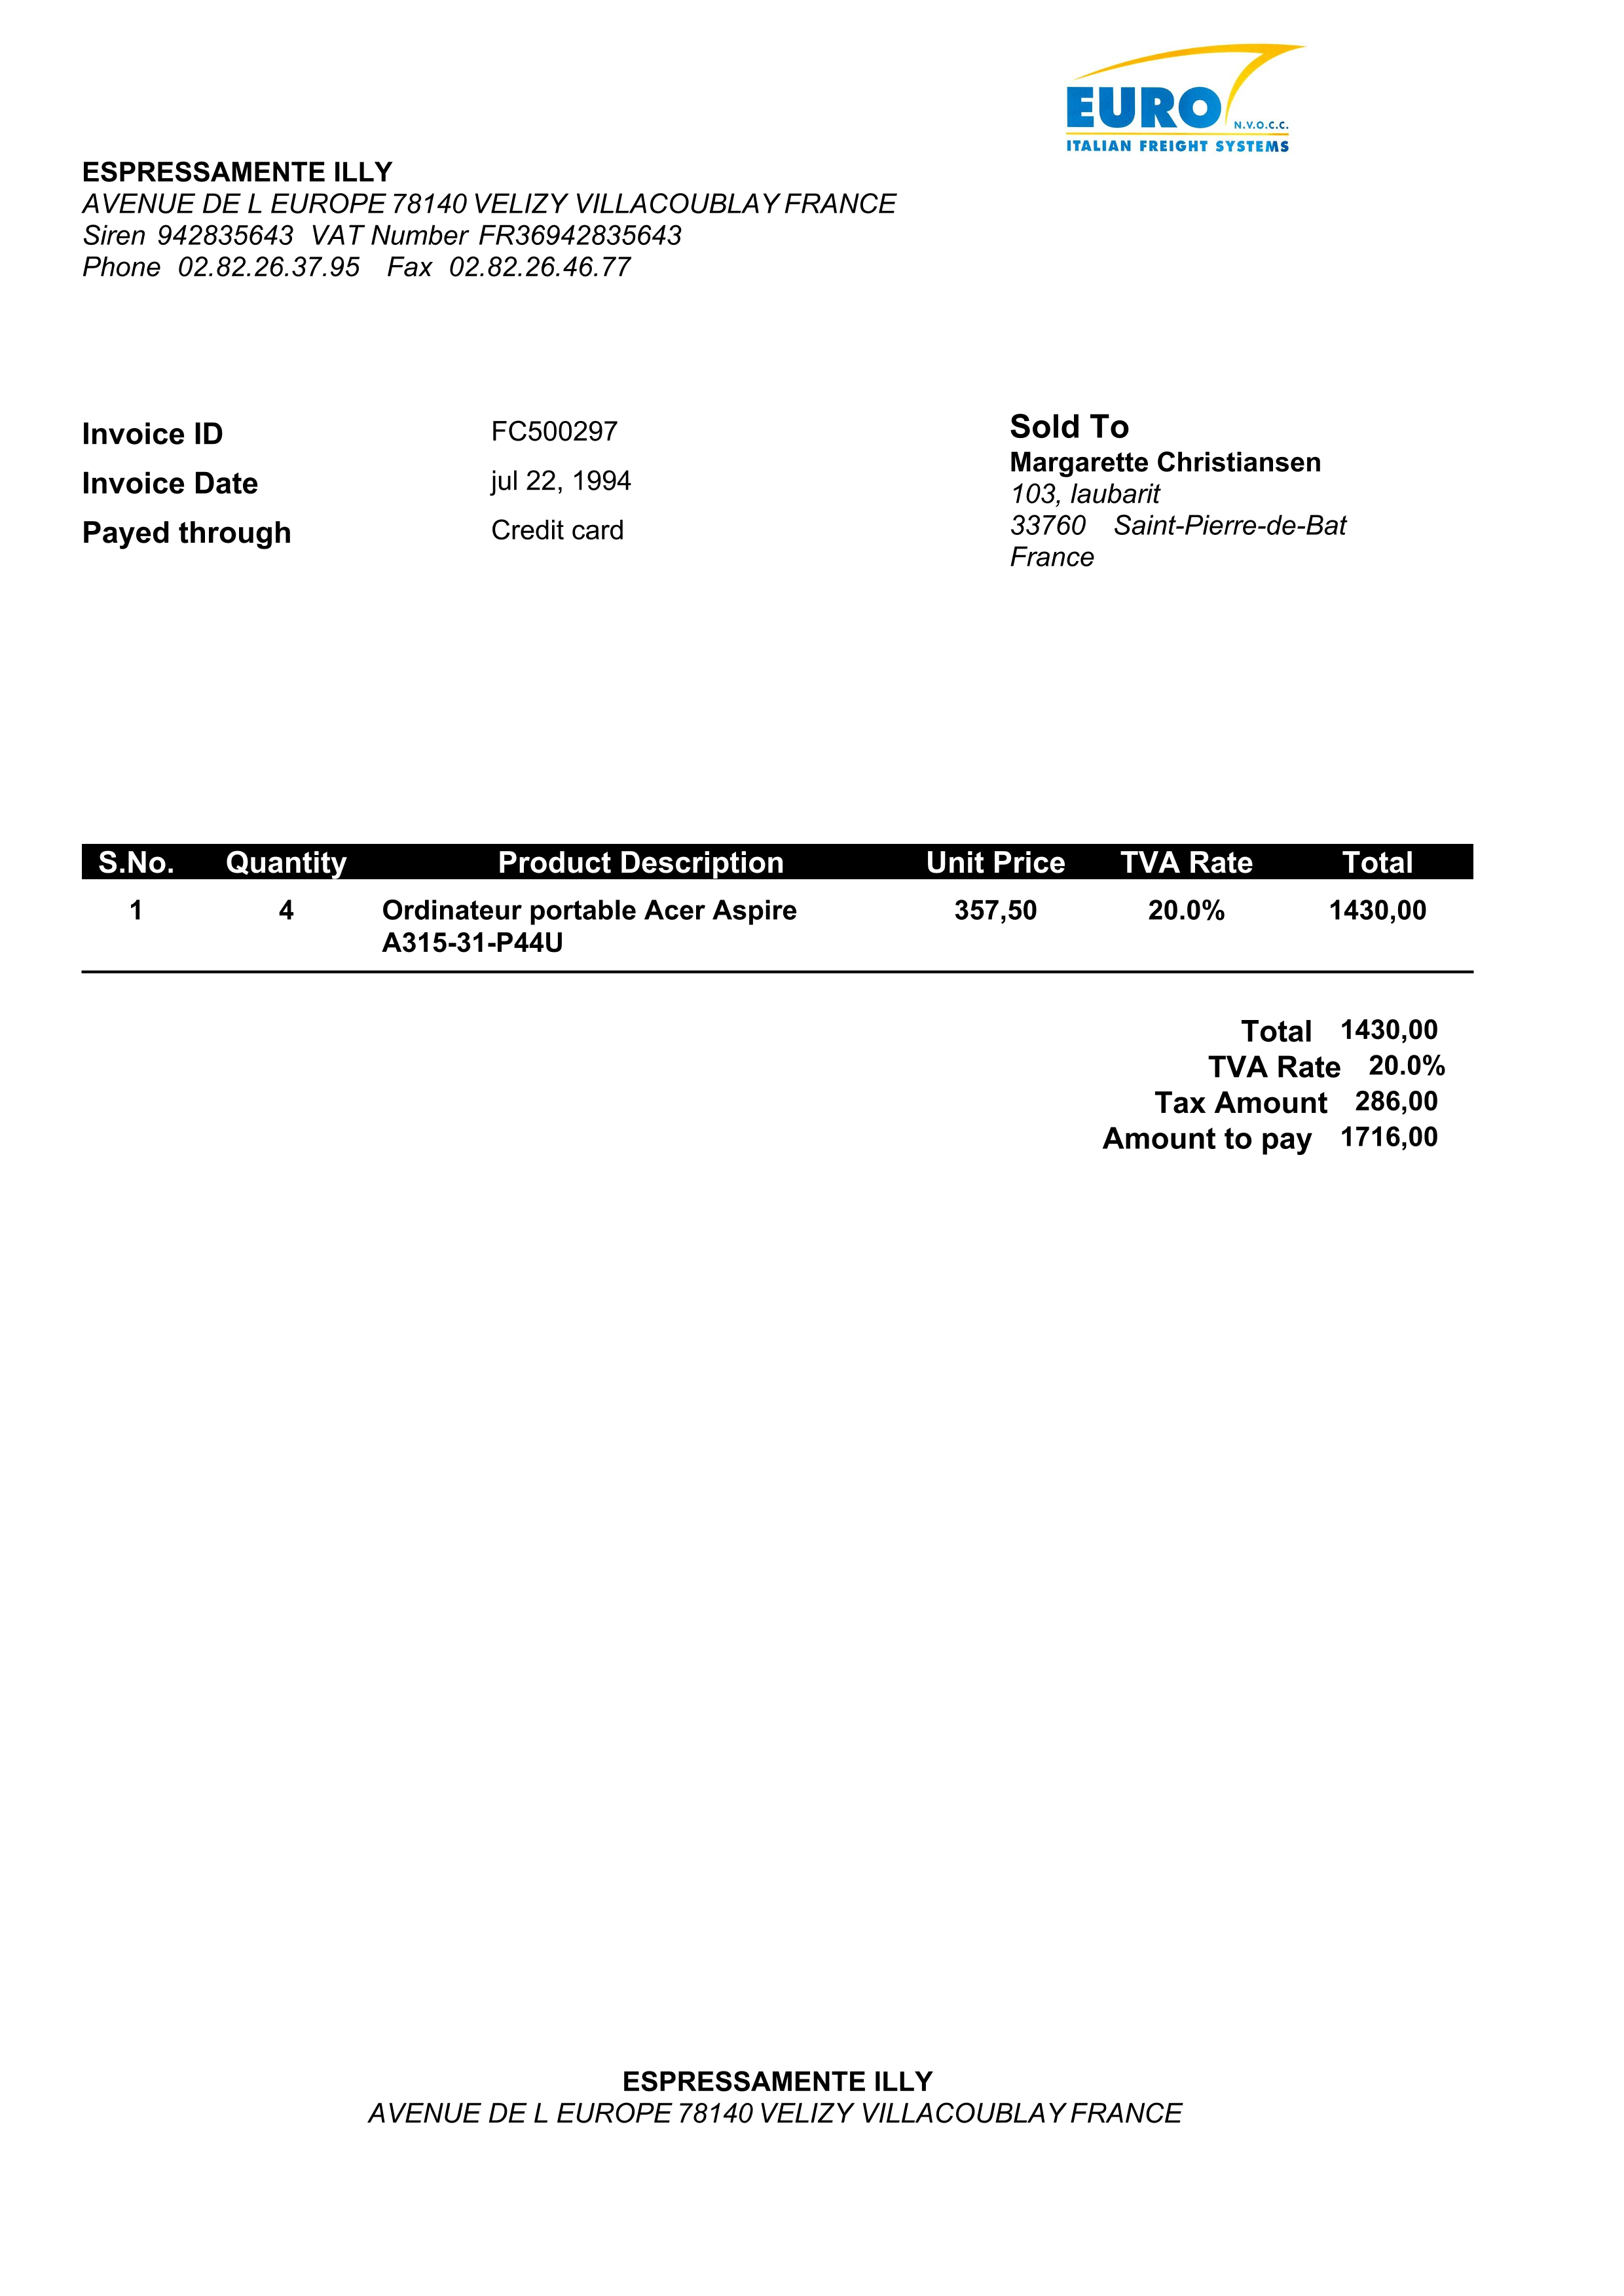 EURO
N.V.O.C.C.
ITALIAN FREIGHT SYSTEMS
ESPRESSAMENTE ILLY
AVENUE DE L EUROPE 78140 VELIZY VILLACOUBLAY FRANCE
Siren 942835643 VAT Number FR36942835643
Phone 02.82.26.37.95 Fax 02.82.26.46.77
Invoice ID FC500297
Invoice Date jul 22, 1994
Payed through Credit card
Sold To
Margarette Christiansen
103, laubarit
33760 Saint-Pierre-de-Bat
France
S.No. Quantity Product Description Unit Price TVA Rate Total
1 4 Ordinateur portable Acer Aspire 357,50 20.0% 1430,00
A315-31-P44U
Total 1430,00
TVA Rate 20.0%
Tax Amount 286,00
Amount to pay 1716,00
ESPRESSAMENTE ILLY
AVENUE DE L EUROPE 78140 VELIZY VILLACOUBLAY FRANCE